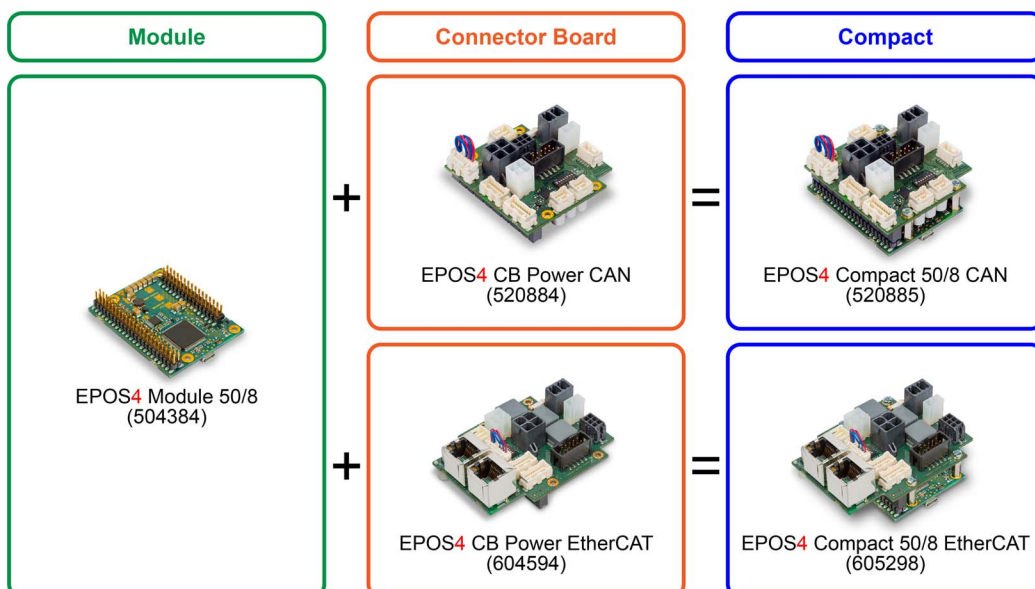 Module
Connector Board
Compact
+
EPOS4 CB Power CAN
(520884)
=
EPOS4 Compact 50/8 CAN
(520885)
EPOS4 Module 50/8
(504384)
+
EPOS4 CB Power EtherCAT
(604594)
=
EPOS4 Compact 50/8 EtherCAT
(605298)